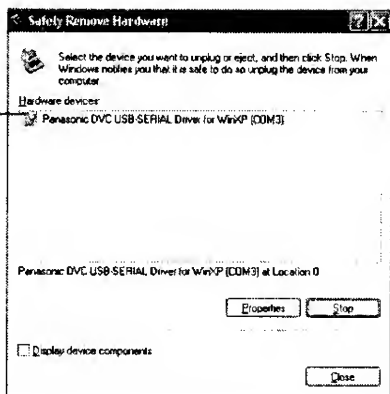 Safely Remove Hardware
Select the device you want to unplug or eject, and then click Stop. When
Windows notifies you that it is safe to do so unplug the device from your
computer.
Hardware devices:
Panasonic DVC USB-SERIAL Driver for WinXP (COM3)
Panasonic DVC USB-SERIAL Driver for WinXP (COM3) at Location 0
Properties
Stop
Display device components
Close